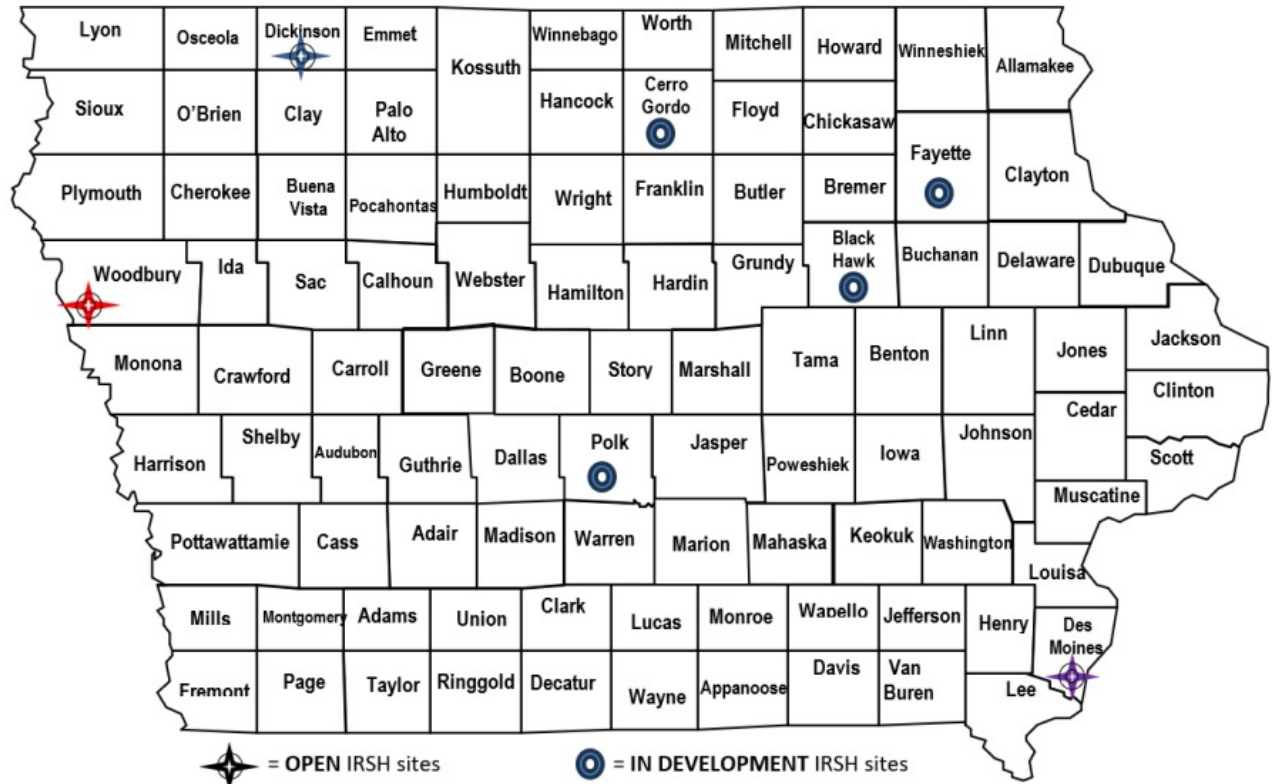 Lyon
Osceola
Dickinson
Emmet
Kossuth
Winnebago
Worth
Mitchell
Howard
Winneshiek
Allamakee
Sioux
O'Brien
Clay
Palo
Alto
Hancock
Cerro
Gordo
Floyd
Chickasaw
Fayette
Clayton
Plymouth
Cherokee
Buena
Vista
Pocahontas
Humboldt
Wright
Franklin
Butler
Bremer
Woodbury
Ida
Sac
Calhoun
Webster
Hamilton
Hardin
Grundy
Black
Hawk
Buchanan
Delaware
Dubuque
Monona
Crawford
Carroll
Greene
Boone
Story
Marshall
Tama
Benton
Linn
Jones
Jackson
Clinton
Cedar
Harrison
Shelby
Audubon
Guthrie
Dallas
Polk
Jasper
Poweshiek
Iowa
Johnson
Scott
Muscatine
Pottawattamie
Cass
Adair
Madison
Warren
Marion
Mahaska
Keokuk
Washington
Louisa
Mills
Montgomery
Adams
Union
Clark
Lucas
Monroe
Wapello
Jefferson
Henry
Des
Moines
Fremont
Page
Taylor
Ringgold
Decatur
Wayne
Appanoose
Davis
Van
Buren
Lee
= OPEN IRSH sites
= IN DEVELOPMENT IRSH sites